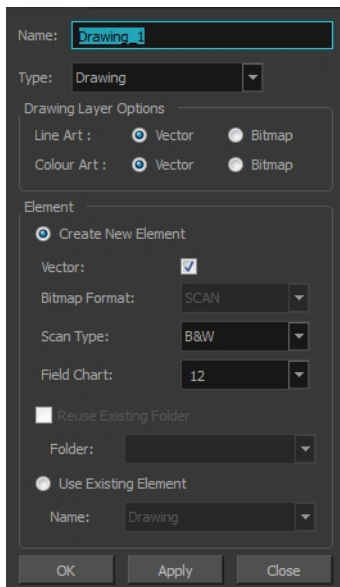 Name: Drawing_1
Type: Drawing
Drawing Layer Options
Line Art : Vector Bitmap
Colour Art : Vector Bitmap
Element
Create New Element
Vector:
Bitmap Format: SCAN
Scan Type: B&W
Field Chart: 12
Reuse Existing Folder
Folder:
Use Existing Element
Name: Drawing
OK Apply Close